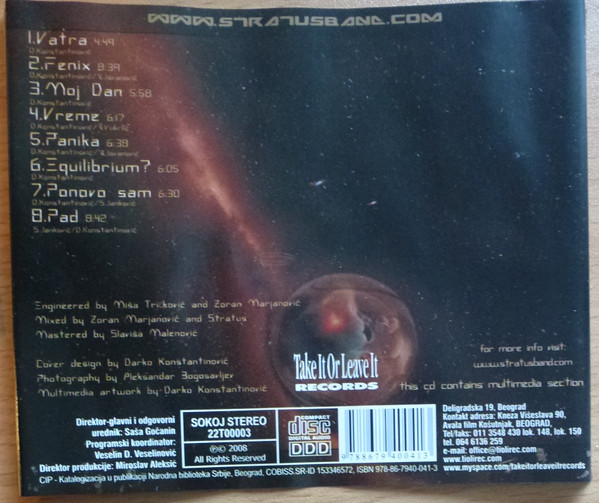 www.stratusband.com
1.Vatra 4:49
D.Konstantinović
2.Fenix 9:39
D.Konstantinović/
3.Moj Dan 5:58
D.Konstantinović
4.Vreme 6:17
D.Konstantinović/
5.Panika 6:39
D.Konstantinović/
6.Equilibrium? 6:05
D.Konstantinović
7.Ponovo sam 6:30
D.Konstantinović/S.Janković
8.Pad 8:42
S.Janković/D.Konstantinović
Engineered by Miša Tričković and Zoran Marjanović
Mixed by Zoran Marjanović and Stratus
Mastered by Slaviša Malenović
Cover design by Darko Konstantinović
Photography by Aleksandar Bogosavljev
Multimedia artwork by Darko Konstantinović
Take It Or Leave It
RECORDS
for more info visit:
www.stratusband.com
this cd contains multimedia section
Direktor-glavni i odgovorni
urednik: Saša Gočanin
Programski koordinator:
Veselin D. Veselinović
Direktor produkcije: Miroslav Aleksić
SOKOJ STEREO
22T00003
℗© 2008
All Rights Reserved
COMPACT
disc
DIGITAL AUDIO
DDD
9788679400413
Deligradska 19, Beograd
Kontakt adresa: Kneza Višeslava 90,
Avala film Košutnjak, BEOGRAD,
Tel/faks: 011 3548 430 lok. 148, lok. 150
tel. 064 6136 259
e-mail: office@tiolirec.com
www.tiolirec.com
www.myspace.com/takeitorleaveitrecords
CIP - Katalogizacija u publikaciji Narodna biblioteka Srbije, Beograd, COBISS.SR-ID 153346572, ISBN 978-86-7940-041-3